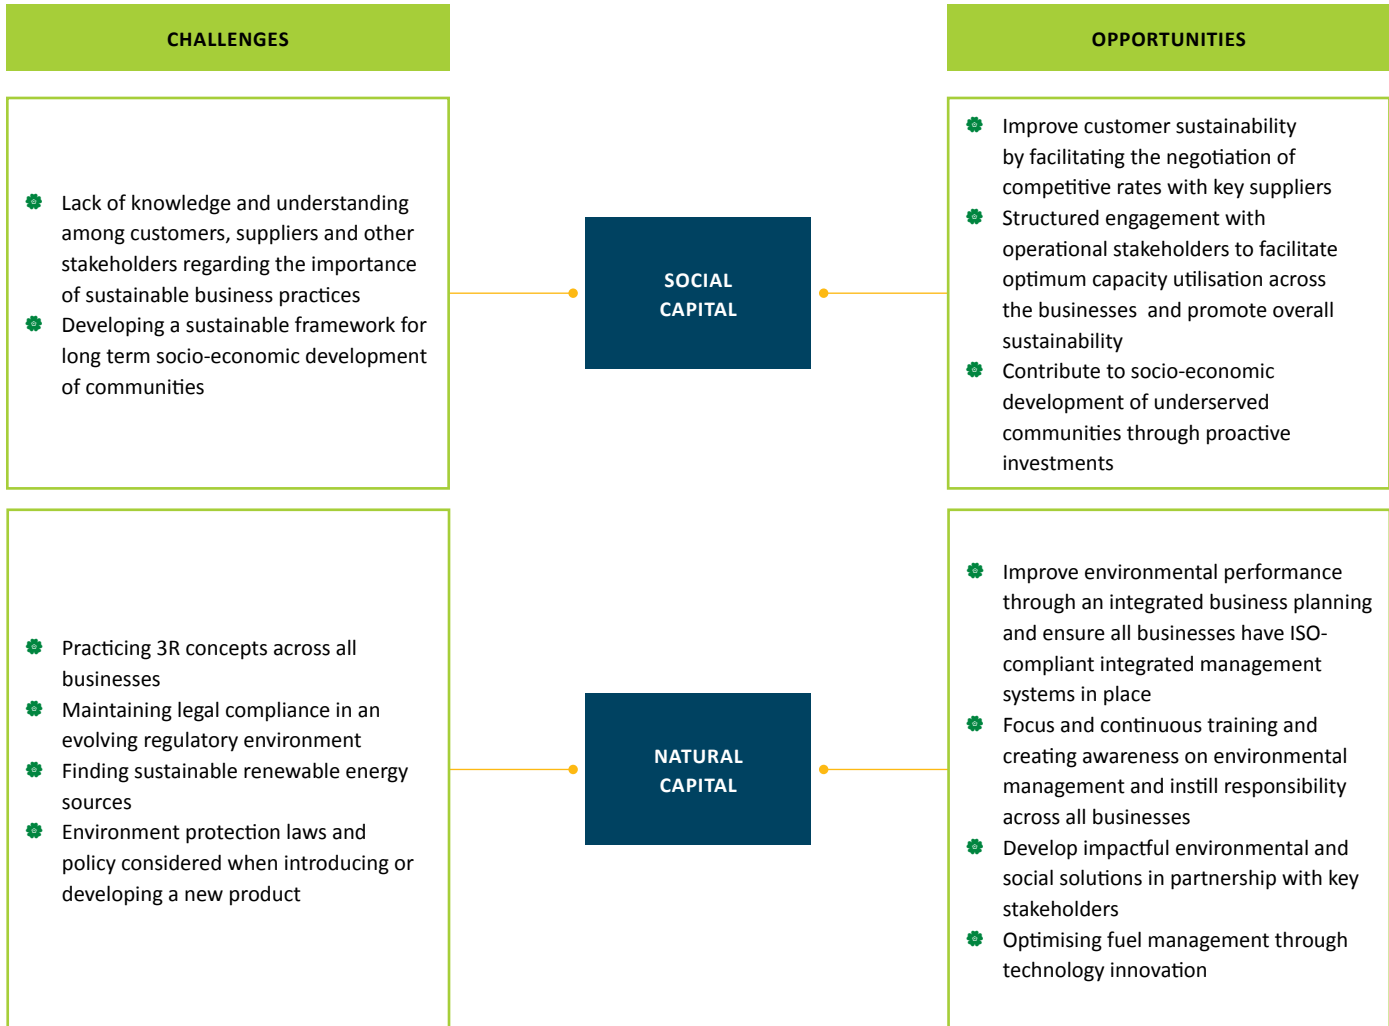 CHALLENGES
OPPORTUNITIES
Lack of knowledge and understanding
among customers, suppliers and other
stakeholders regarding the importance
of sustainable business practices
Developing a sustainable framework for
long term socio-economic development
of communities
SOCIAL
CAPITAL
Improve customer sustainability
by facilitating the negotiation of
competitive rates with key suppliers
Structured engagement with
operational stakeholders to facilitate
optimum capacity utilisation across
the businesses  and promote overall
sustainability
Contribute to socio-economic
development of underserved
communities through proactive
investments
Practicing 3R concepts across all
businesses
Maintaining legal compliance in an
evolving regulatory environment
Finding sustainable renewable energy
sources
Environment protection laws and
policy considered when introducing or
developing a new product
NATURAL
CAPITAL
Improve environmental performance
through an integrated business planning
and ensure all businesses have ISO-
compliant integrated management
systems in place
Focus and continuous training and
creating awareness on environmental
management and instill responsibility
across all businesses
Develop impactful environmental and
social solutions in partnership with key
stakeholders
Optimising fuel management through
technology innovation